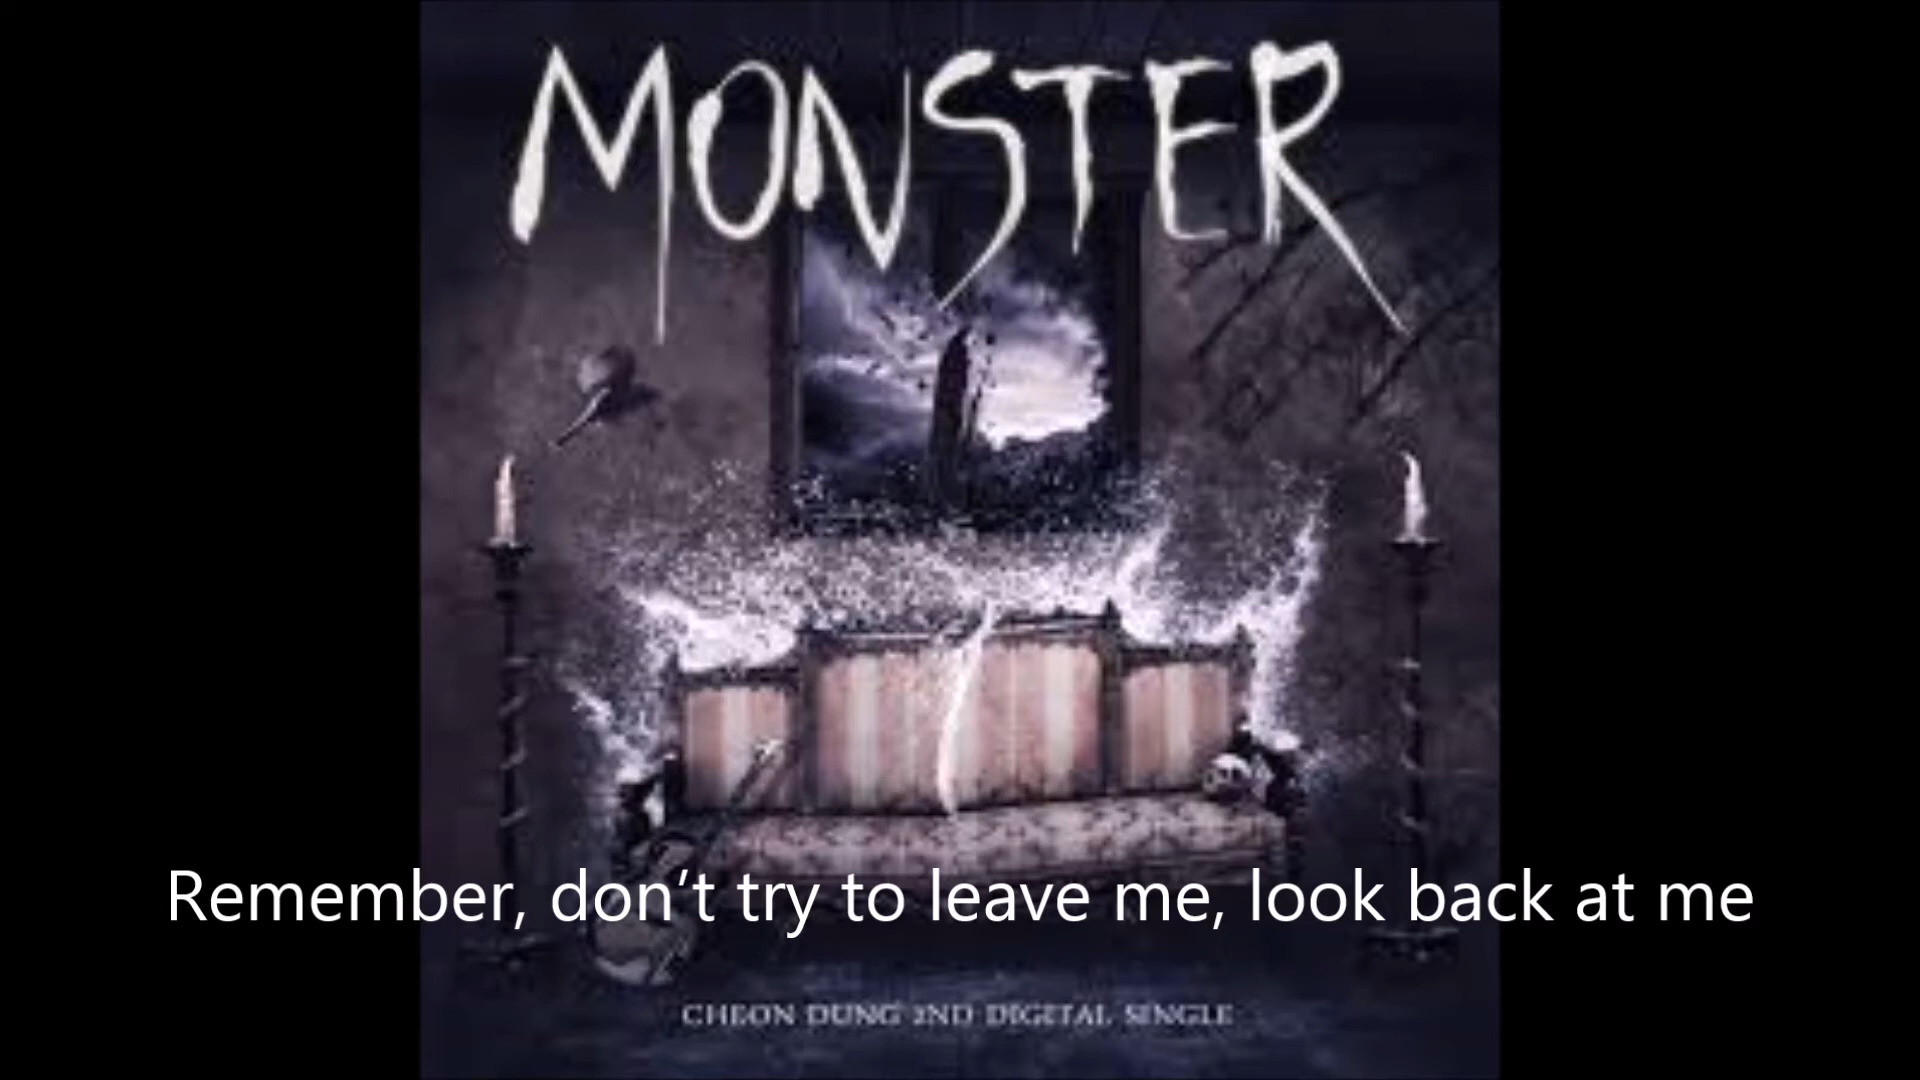 MONSTER
Remember, don’t try to leave me, look back at me
CHEON DUNG 2ND DIGITAL SINGLE